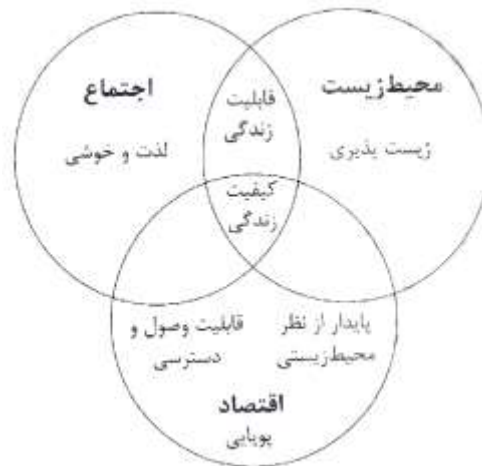 محیط‌زیست
زیست پذیری
قابلیت
زندگی
اجتماع
لذت و خوشی
کیفیت
زندگی
پایدار از نظر
محیط‌زیستی
قابلیت وصول و
دسترسی
اقتصاد
پویایی